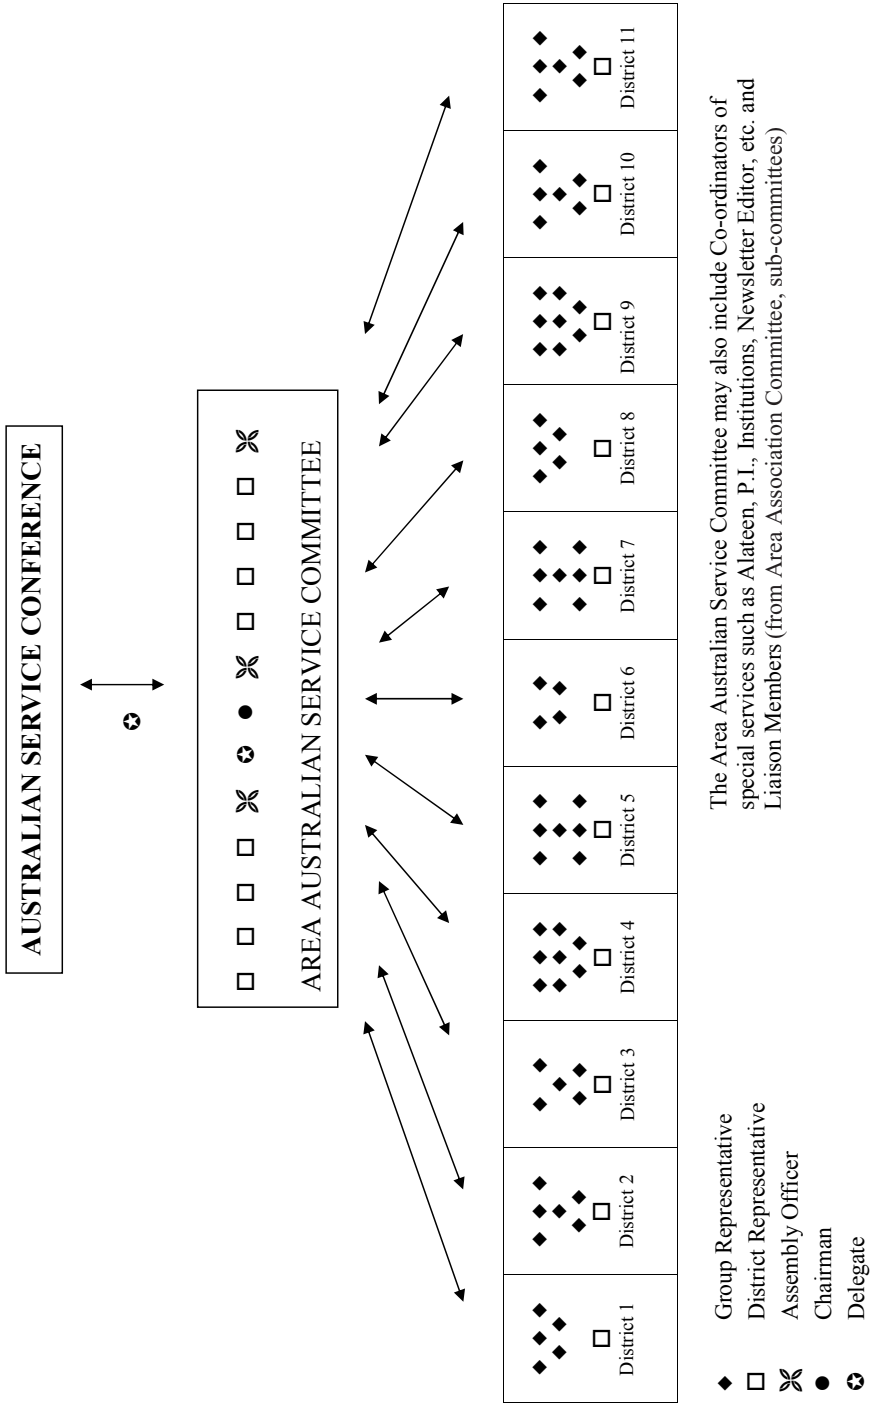 AUSTRALIAN SERVICE CONFERENCE
AREA AUSTRALIAN SERVICE COMMITTEE
District 1
District 2
District 3
District 4
District 5
District 6
District 7
District 8
District 9
District 10
District 11
Group Representative
District Representative
Assembly Officer
Chairman
Delegate
The Area Australian Service Committee may also include Co-ordinators of
special services such as Alateen, P.I., Institutions, Newsletter Editor, etc. and
Liaison Members (from Area Association Committee, sub-committees)